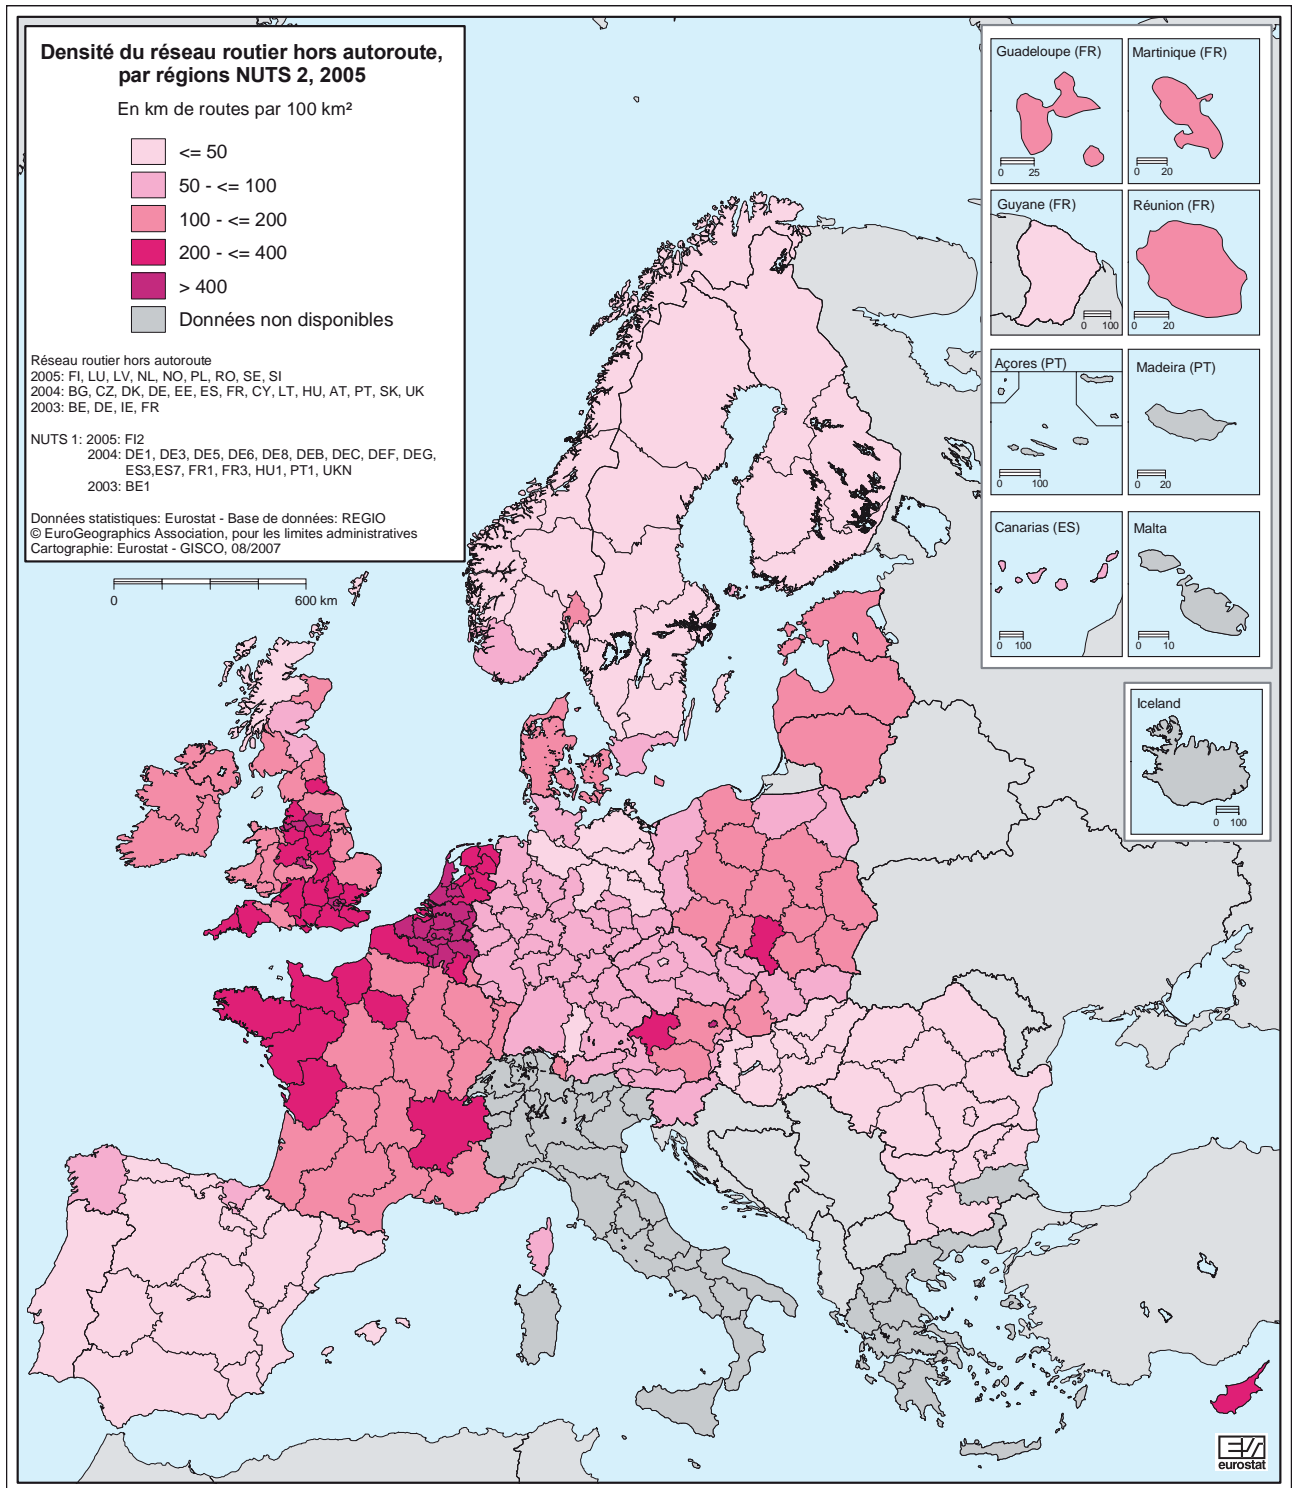 Densité du réseau routier hors autoroute,
par régions NUTS 2, 2005
En km de routes par 100 km²
<= 50
50 - <= 100
100 - <= 200
200 - <= 400
> 400
Données non disponibles
Réseau routier hors autoroute
2005: FI, LU, LV, NL, NO, PL, RO, SE, SI
2004: BG, CZ, DK, DE, EE, ES, FR, CY, LT, HU, AT, PT, SK, UK
2003: BE, DE, IE, FR
NUTS 1: 2005: FI2
2004: DE1, DE3, DE5, DE6, DE8, DEB, DEC, DEF, DEG,
ES3,ES7, FR1, FR3, HU1, PT1, UKN
2003: BE1
Données statistiques: Eurostat - Base de données: REGIO
© EuroGeographics Association, pour les limites administratives
Cartographie: Eurostat - GISCO, 08/2007
0 600 km
Guadeloupe (FR)
0 25
Martinique (FR)
0 20
Guyane (FR)
0 100
Réunion (FR)
0 20
Açores (PT)
0 100
Madeira (PT)
0 20
Canarias (ES)
0 100
Malta
0 10
Iceland
0 100
eurostat